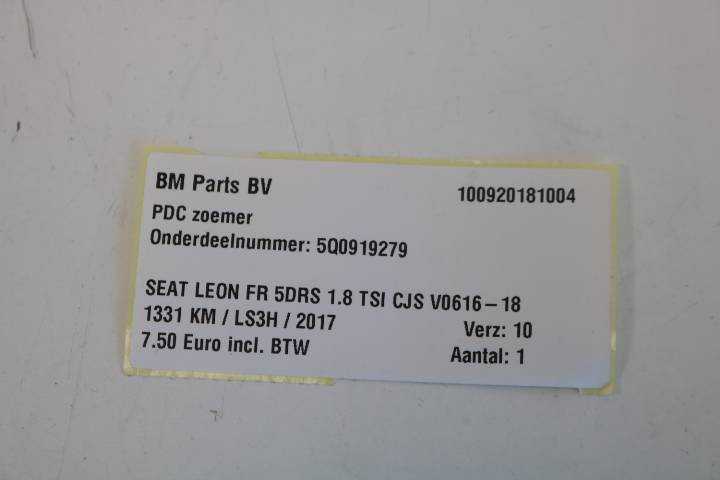 BM Parts BV
100920181004
PDC zoemer
Onderdeelnummer: 5Q0919279
SEAT LEON FR 5DRS 1.8 TSI CJS V0616-18
1331 KM / LS3H / 2017
Verz: 10
7.50 Euro incl. BTW
Aantal: 1